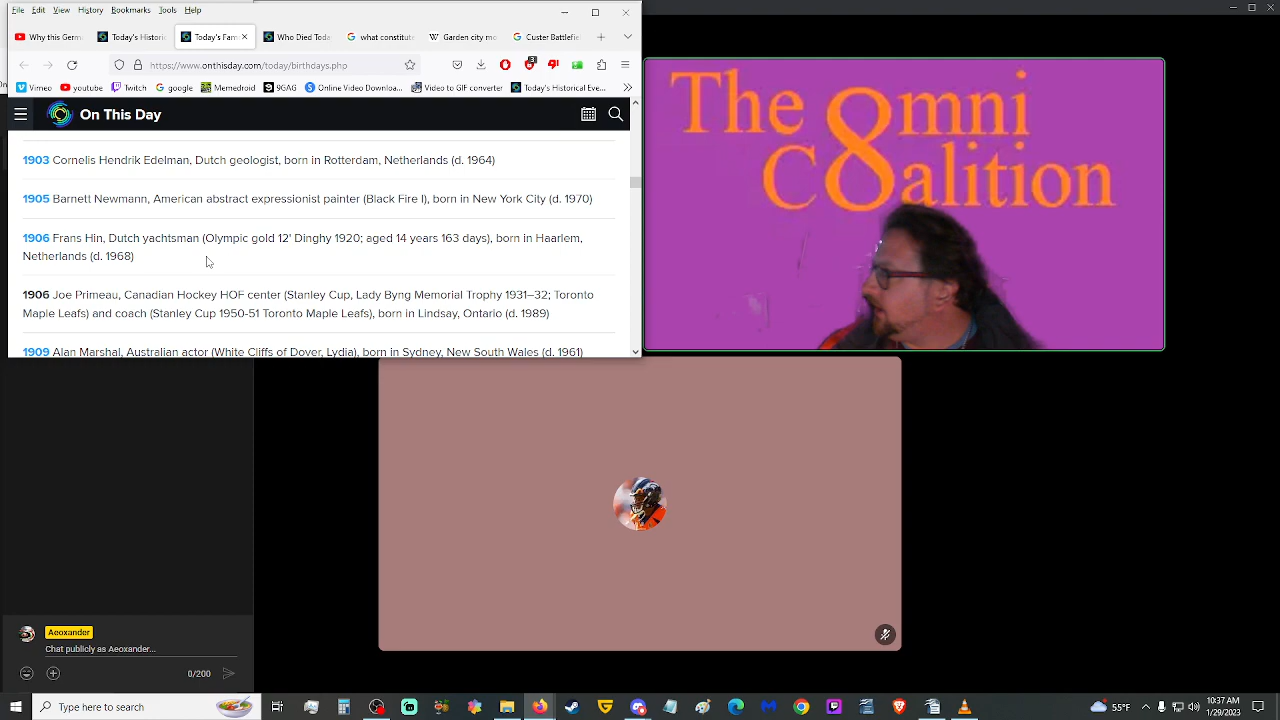 File Edit View History Bookmarks Tools Help
Why this Germ
Today's Historic
Today's Fam
Who Died Toda
what constitute
Garden city mo
Custer Battlefie
https://www.onthisday.com/today/birthdays.php
3
Vimeo youtube Twitch google Memedroid 9GAG Online Video Downloa... Video to GIF converter Today's Historical Eve...
On This Day
1903 Cornelis Hendrik Edelman, Dutch geologist, born in Rotterdam, Netherlands (d. 1964)
1905 Barnett Newmann, American abstract expressionist painter (Black Fire I), born in New York City (d. 1970)
1906 Frans Hin, Dutch yachtsman (Olympic gold 12' Dinghy 1920; aged 14 years 163 days), born in Haarlem,
Netherlands (d. 1968)
1906 Joe Primeau, Canadian Hockey HOF center (Stanley Cup, Lady Byng Memorial Trophy 1931–32; Toronto
Maple Leafs) and coach (Stanley Cup 1950-51 Toronto Maple Leafs), born in Lindsay, Ontario (d. 1989)
1909 Alan Marshal, Australian actor (White Cliffs of Dover, Lydia), born in Sydney, New South Wales (d. 1961)
The 8mni
C8alition
Aeoxander
Chat publicly as Aeoxander...
0/200
Type here to search
55°F
10:37 AM
1/29/2023